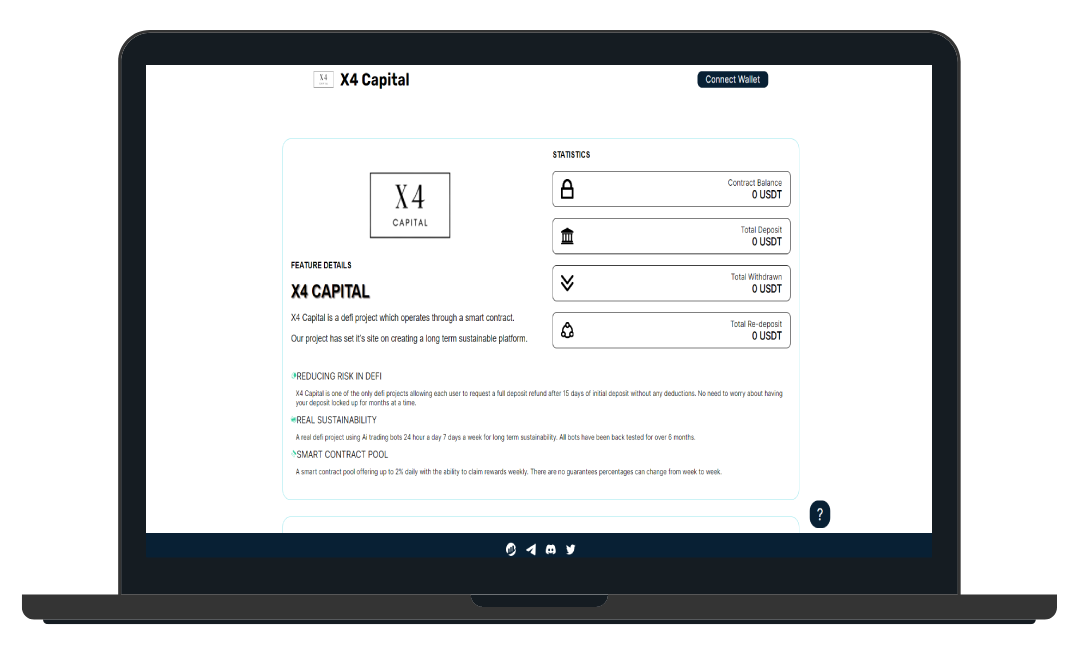 X4 Capital
Connect Wallet
X4
CAPITAL
FEATURE DETAILS
X4 CAPITAL
X4 Capital is a defi project which operates through a smart contract.
Our project has set it's site on creating a long term sustainable platform.
STATISTICS
Contract Balance
0 USDT
Total Deposit
0 USDT
Total Withdrawn
0 USDT
Total Re-deposit
0 USDT
REDUCING RISK IN DEFI
X4 Capital is one of the only defi projects allowing each user to request a full deposit refund after 15 days of initial deposit without any deductions. No need to worry about having
your deposit locked up for months at a time.
REAL SUSTAINABILITY
A real defi project using Ai trading bots 24 hour a day 7 days a week for long term sustainability. All bots have been back tested for over 6 months.
SMART CONTRACT POOL
A smart contract pool offering up to 2% daily with the ability to claim rewards weekly. There are no guarantees percentages can change from week to week.
?